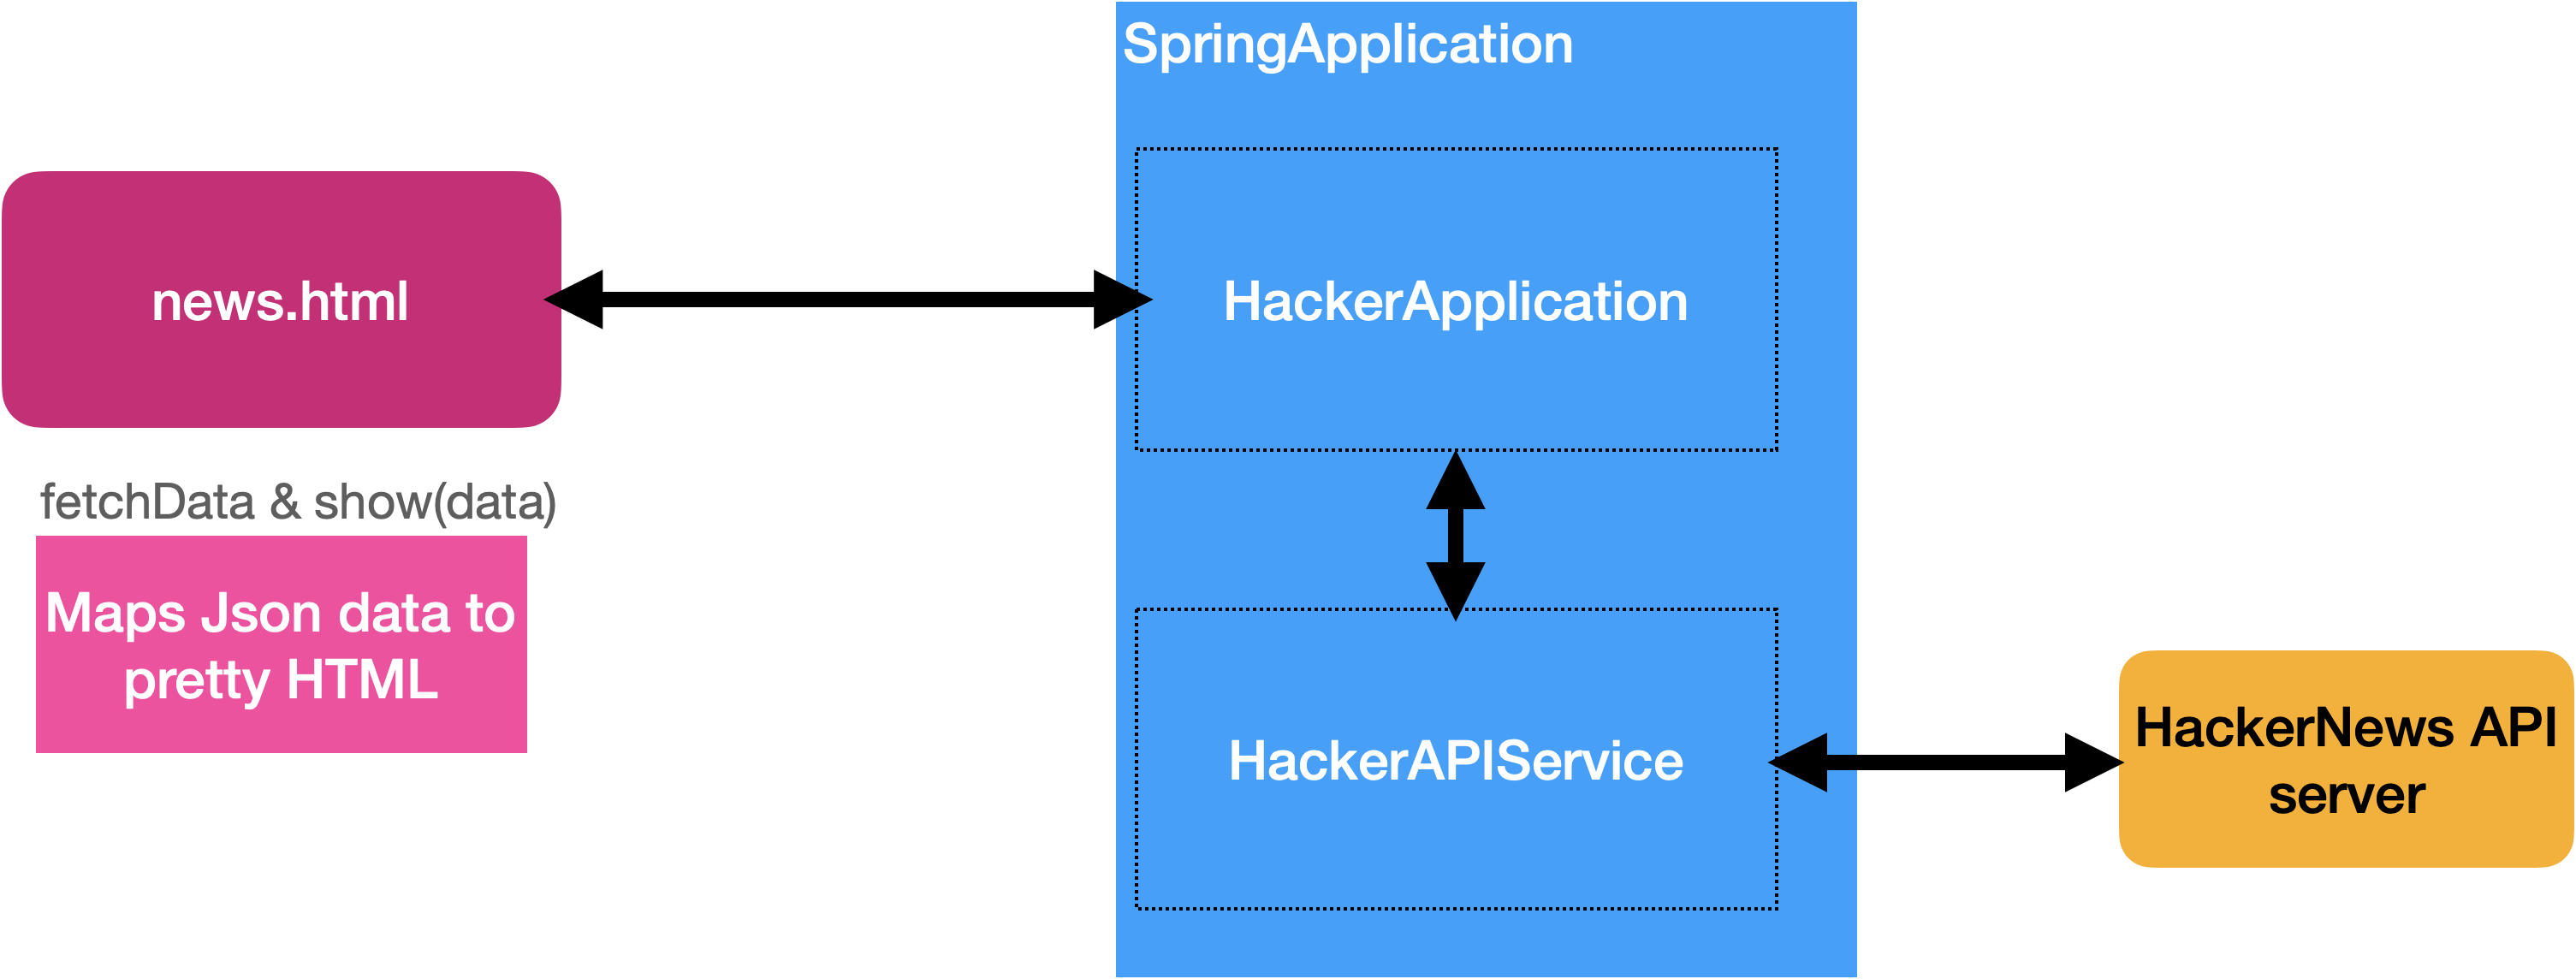 SpringApplication
news.html
HackerApplication
fetchData & show(data)
Maps Json data to
pretty HTML
HackerAPIService
HackerNews API
server